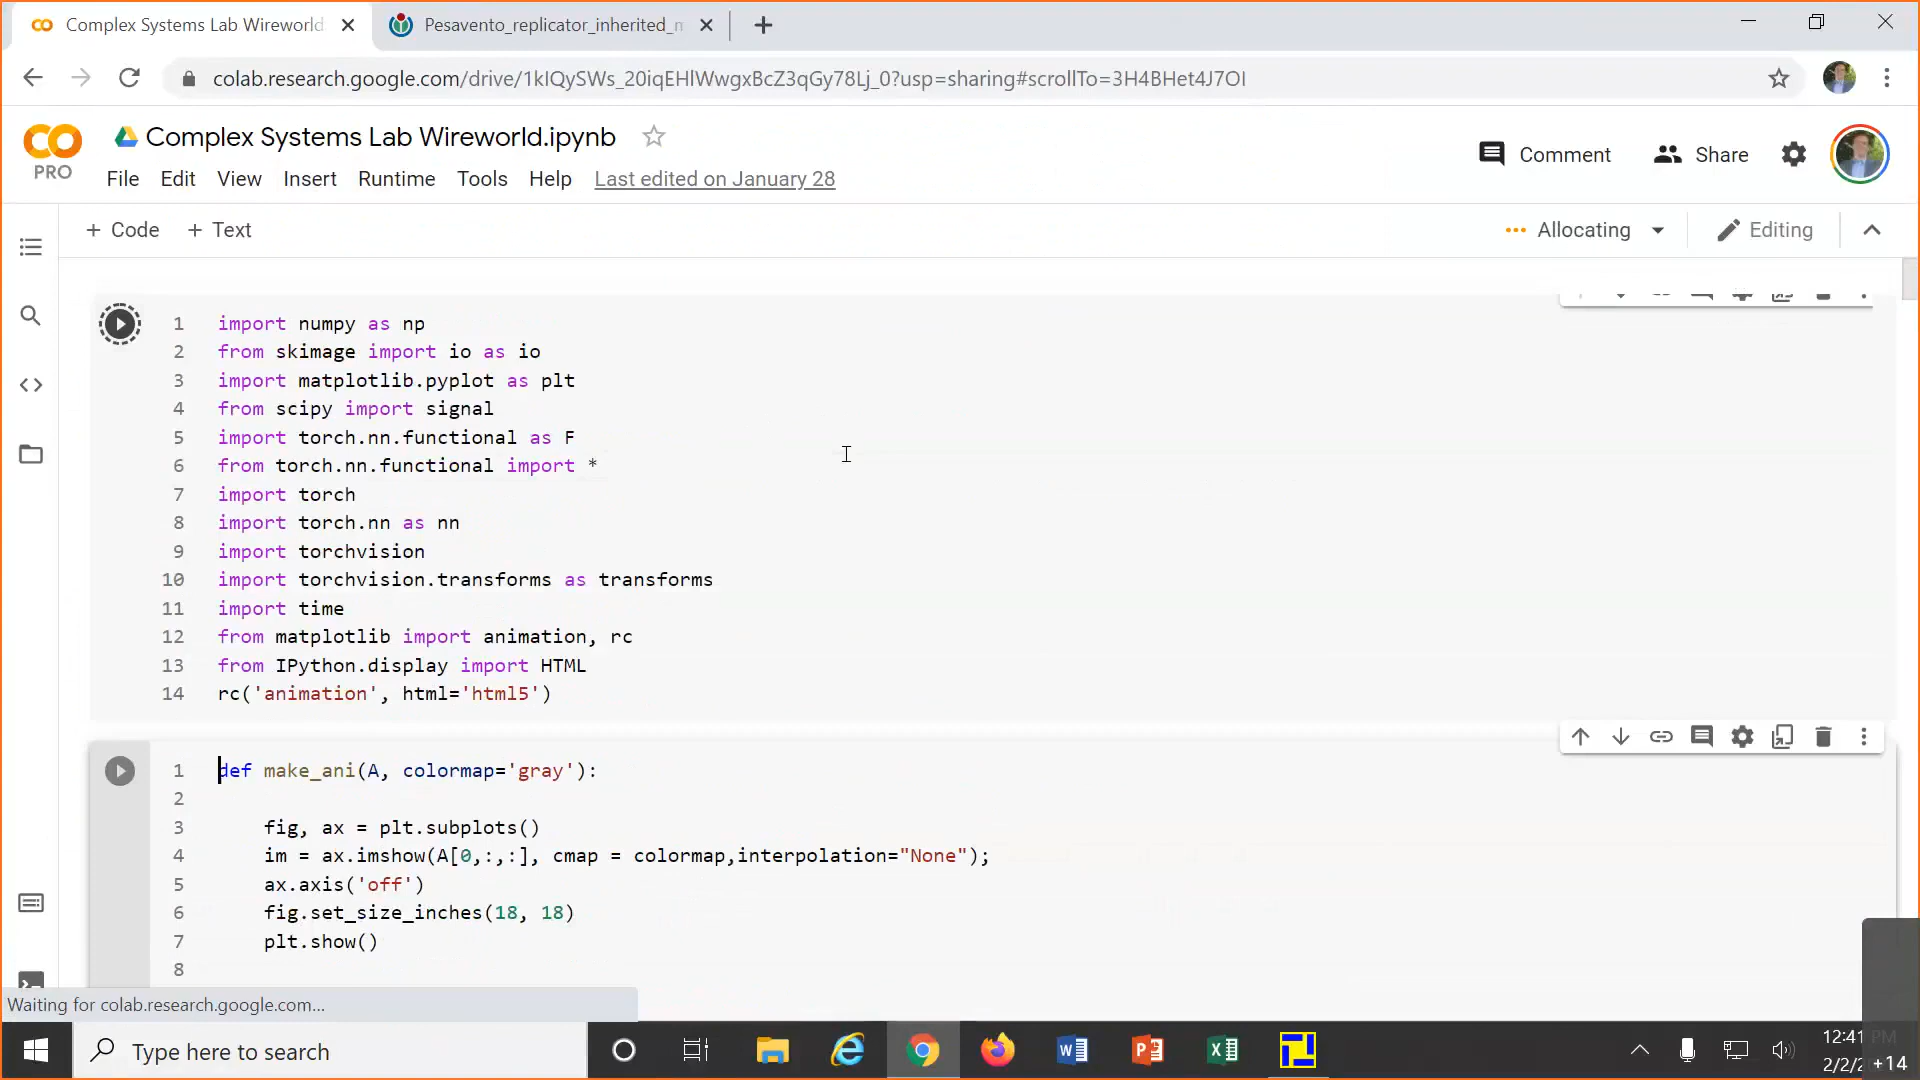 Complex Systems Lab Wireworld
Pesavento_replicator_inherited_m
colab.research.google.com/drive/1kIQySWs_20iqEHlWwgxBcZ3qGy78Lj_0?usp=sharing#scrollTo=3H4BHet4J7OI
Complex Systems Lab Wireworld.ipynb
PRO
Comment
Share
File
Edit
View
Insert
Runtime
Tools
Help
Last edited on January 28
+ Code
+ Text
Allocating
Editing
1 import numpy as np
2 from skimage import io as io
3 import matplotlib.pyplot as plt
4 from scipy import signal
5 import torch.nn.functional as F
6 from torch.nn.functional import *
7 import torch
8 import torch.nn as nn
9 import torchvision
10 import torchvision.transforms as transforms
11 import time
12 from matplotlib import animation, rc
13 from IPython.display import HTML
14 rc('animation', html='html5')
1 def make_ani(A, colormap='gray'):
2
3 fig, ax = plt.subplots()
4 im = ax.imshow(A[0,:,:], cmap = colormap,interpolation="None");
5 ax.axis('off')
6 fig.set_size_inches(18, 18)
7 plt.show()
8
Waiting for colab.research.google.com...
Type here to search
12:41 PM
2/2/2
+14